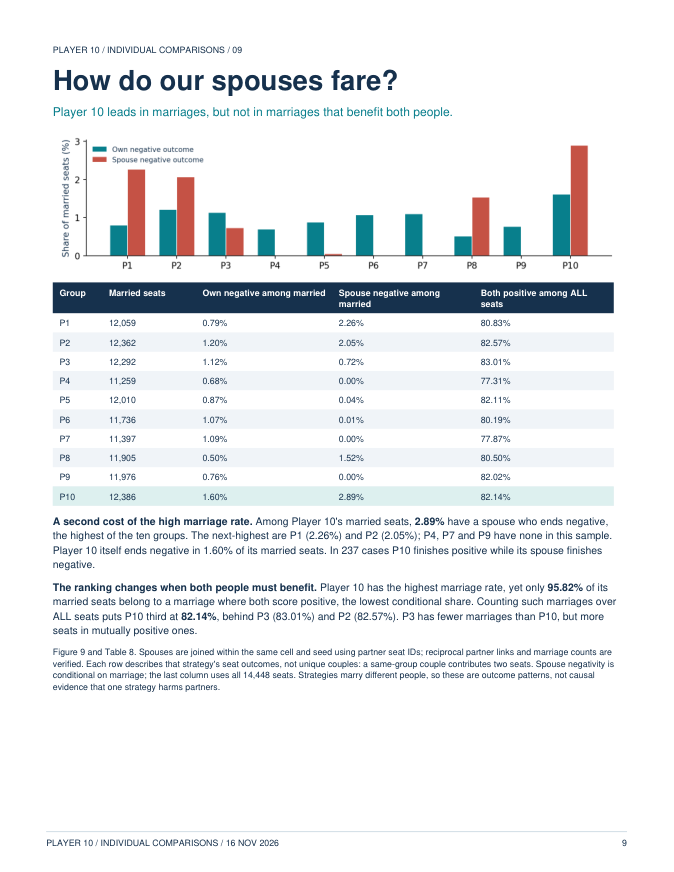 PLAYER 10 / INDIVIDUAL COMPARISONS / 09
How do our spouses fare?
Player 10 leads in marriages, but not in marriages that benefit both people.
Share of married seats (%)
3
2
1
0
Own negative outcome
Spouse negative outcome
P1 P2 P3 P4 P5 P6 P7 P8 P9 P10
Group Married seats Own negative among married Spouse negative among married Both positive among ALL seats
P1 12,059 0.79% 2.26% 80.83%
P2 12,362 1.20% 2.05% 82.57%
P3 12,292 1.12% 0.72% 83.01%
P4 11,259 0.68% 0.00% 77.31%
P5 12,010 0.87% 0.04% 82.11%
P6 11,736 1.07% 0.01% 80.19%
P7 11,397 1.09% 0.00% 77.87%
P8 11,905 0.50% 1.52% 80.50%
P9 11,976 0.76% 0.00% 82.02%
P10 12,386 1.60% 2.89% 82.14%
A second cost of the high marriage rate. Among Player 10's married seats, 2.89% have a spouse who ends negative,
the highest of the ten groups. The next-highest are P1 (2.26%) and P2 (2.05%); P4, P7 and P9 have none in this sample.
Player 10 itself ends negative in 1.60% of its married seats. In 237 cases P10 finishes positive while its spouse finishes
negative.
The ranking changes when both people must benefit. Player 10 has the highest marriage rate, yet only 95.82% of its
married seats belong to a marriage where both score positive, the lowest conditional share. Counting such marriages over
ALL seats puts P10 third at 82.14%, behind P3 (83.01%) and P2 (82.57%). P3 has fewer marriages than P10, but more
seats in mutually positive ones.
Figure 9 and Table 8. Spouses are joined within the same cell and seed using partner seat IDs; reciprocal partner links and marriage counts are
verified. Each row describes that strategy's seat outcomes, not unique couples: a same-group couple contributes two seats. Spouse negativity is
conditional on marriage; the last column uses all 14,448 seats. Strategies marry different people, so these are outcome patterns, not causal
evidence that one strategy harms partners.
PLAYER 10 / INDIVIDUAL COMPARISONS / 16 NOV 2026
9